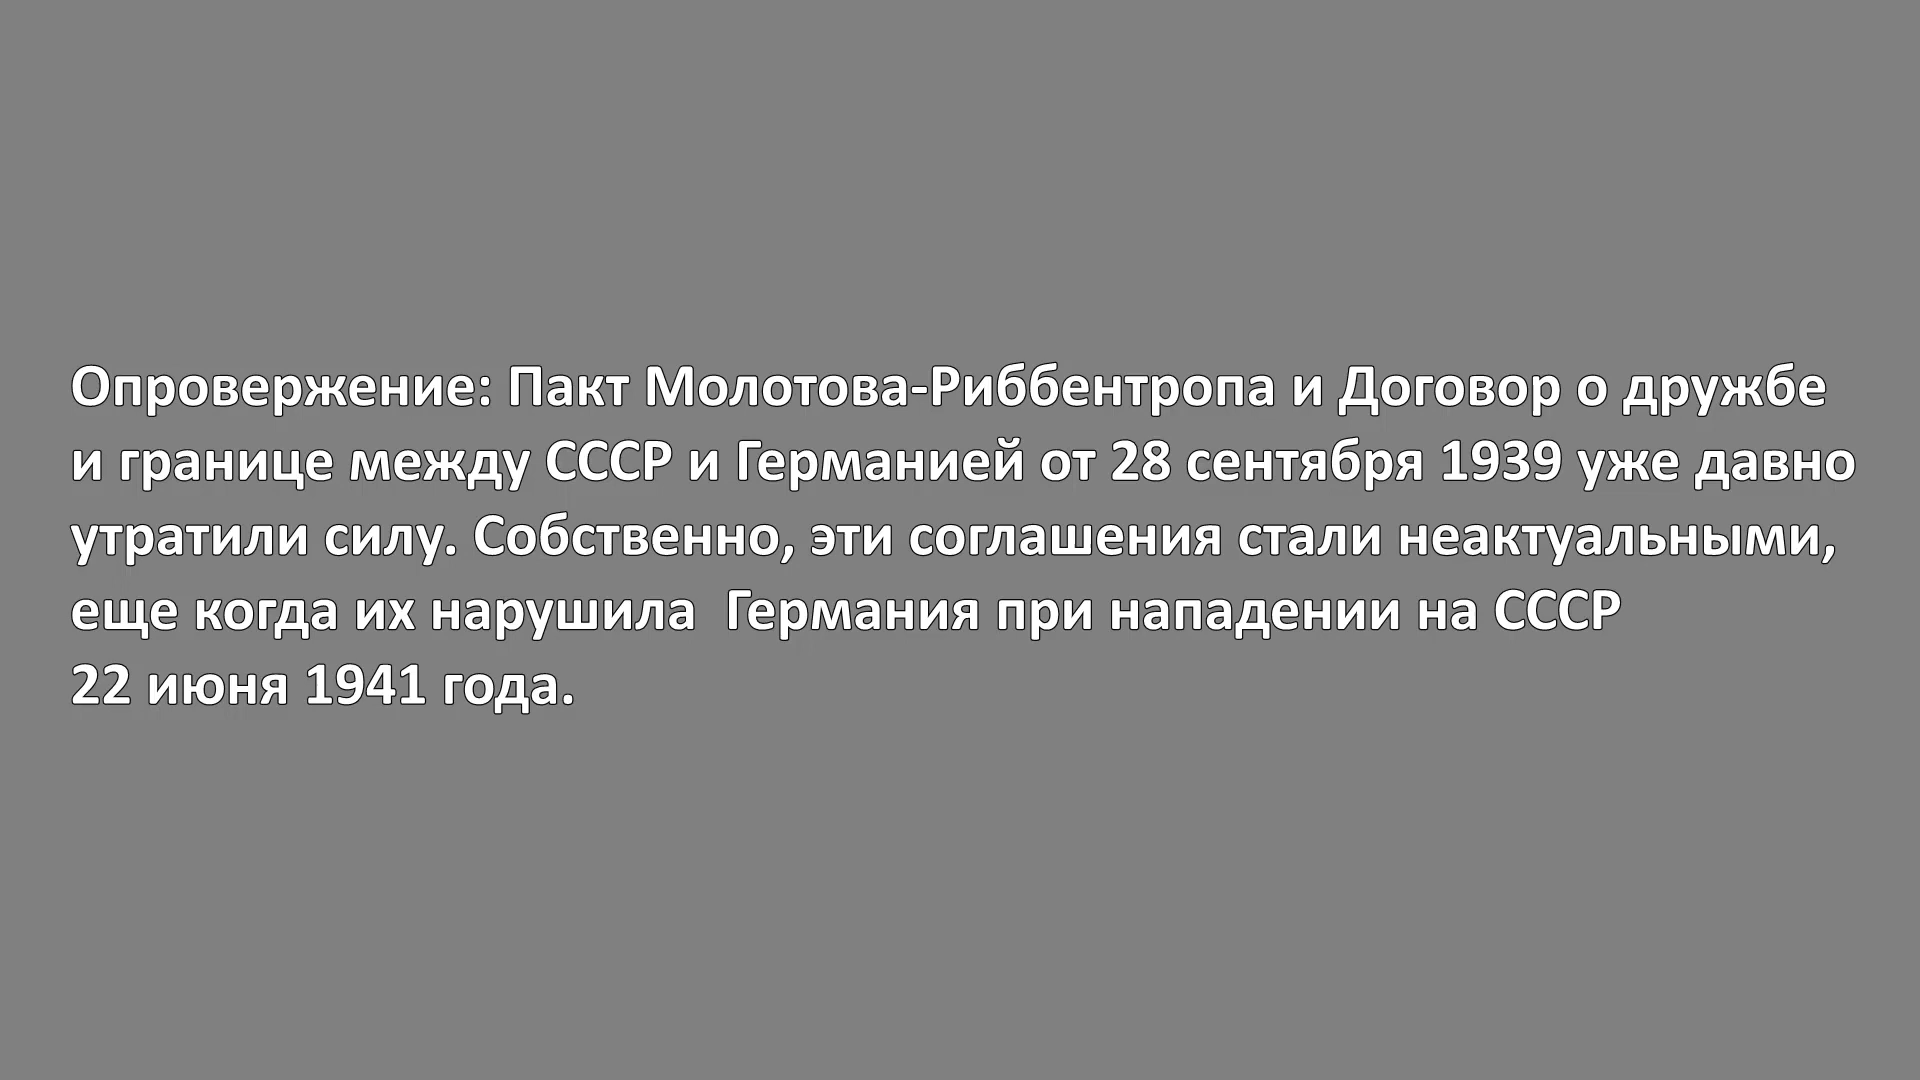 Опровержение: Пакт Молотова-Риббентропа и Договор о дружбе
и границе между СССР и Германией от 28 сентября 1939 уже давно
утратили силу. Собственно, эти соглашения стали неактуальными,
еще когда их нарушила  Германия при нападении на СССР
22 июня 1941 года.